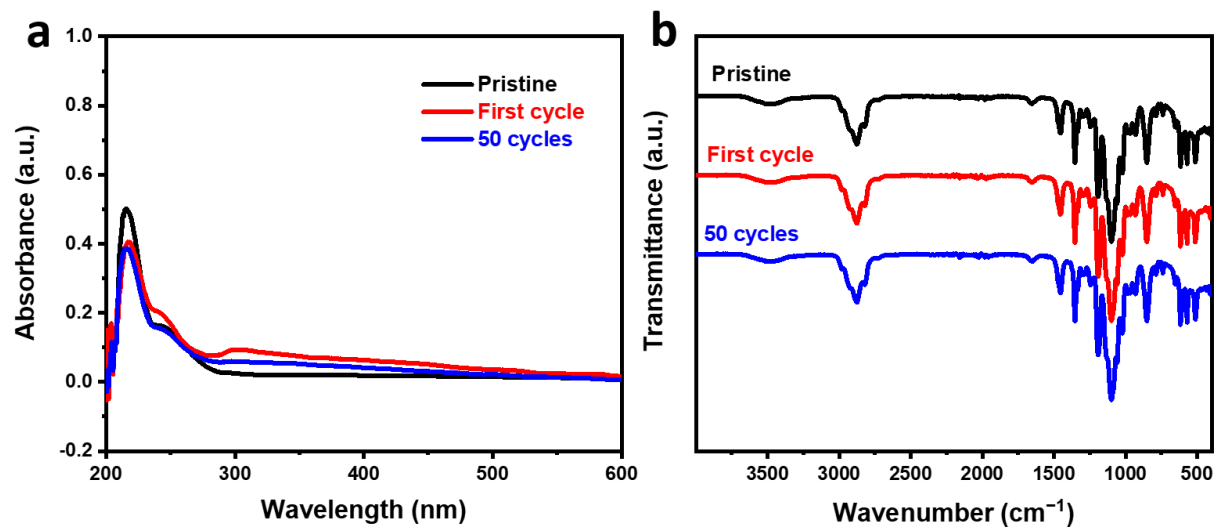 a
1.0
0.8
0.6
0.4
0.2
0.0
-0.2
Absorbance (a.u.)
Pristine
First cycle
50 cycles
200 300 400 500 600
Wavelength (nm)
b
Transmittance (a.u.)
Pristine
First cycle
50 cycles
3500 3000 2500 2000 1500 1000 500
Wavenumber (cm⁻¹)